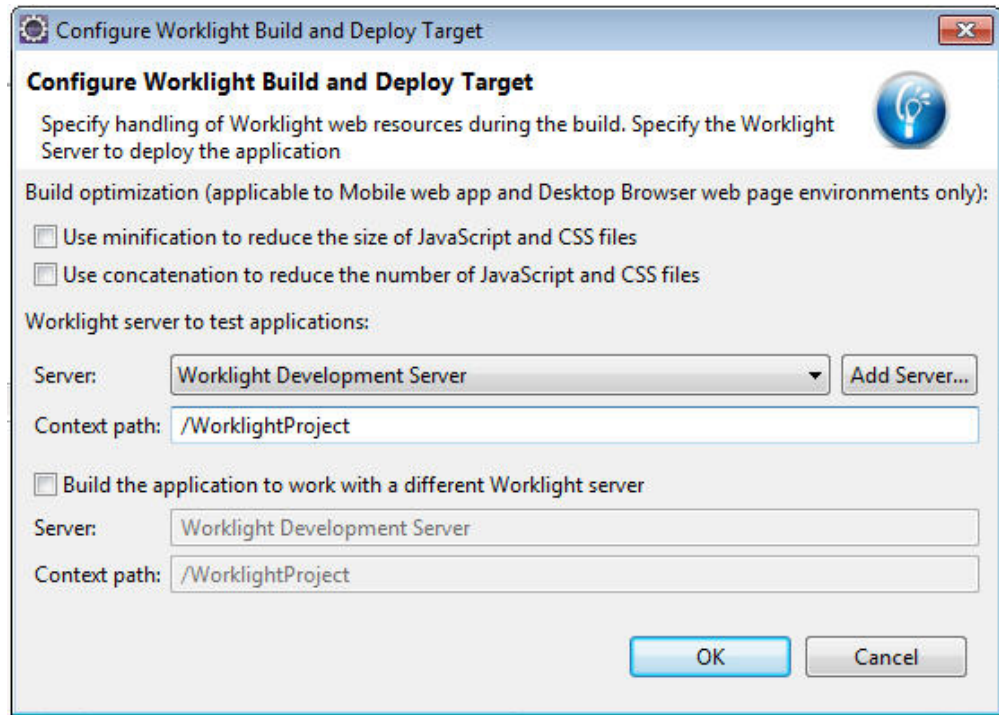 Configure Worklight Build and Deploy Target
Configure Worklight Build and Deploy Target
Specify handling of Worklight web resources during the build. Specify the Worklight
Server to deploy the application
Build optimization (applicable to Mobile web app and Desktop Browser web page environments only):
Use minification to reduce the size of JavaScript and CSS files
Use concatenation to reduce the number of JavaScript and CSS files
Worklight server to test applications:
Server: Worklight Development Server Add Server...
Context path: /WorklightProject
Build the application to work with a different Worklight server
Server: Worklight Development Server
Context path: /WorklightProject
OK Cancel